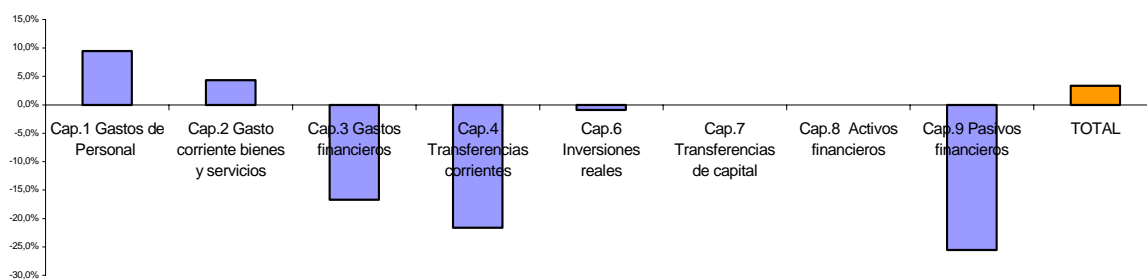 15,0%
10,0%
5,0%
0,0%
-5,0%
-10,0%
-15,0%
-20,0%
-25,0%
-30,0%
Cap.1 Gastos de
Personal
Cap.2 Gasto
corriente bienes
y servicios
Cap.3 Gastos
financieros
Cap.4
Transferencias
corrientes
Cap.6
Inversiones
reales
Cap.7
Transferencias
de capital
Cap.8 Activos
financieros
Cap.9 Pasivos
financieros
TOTAL